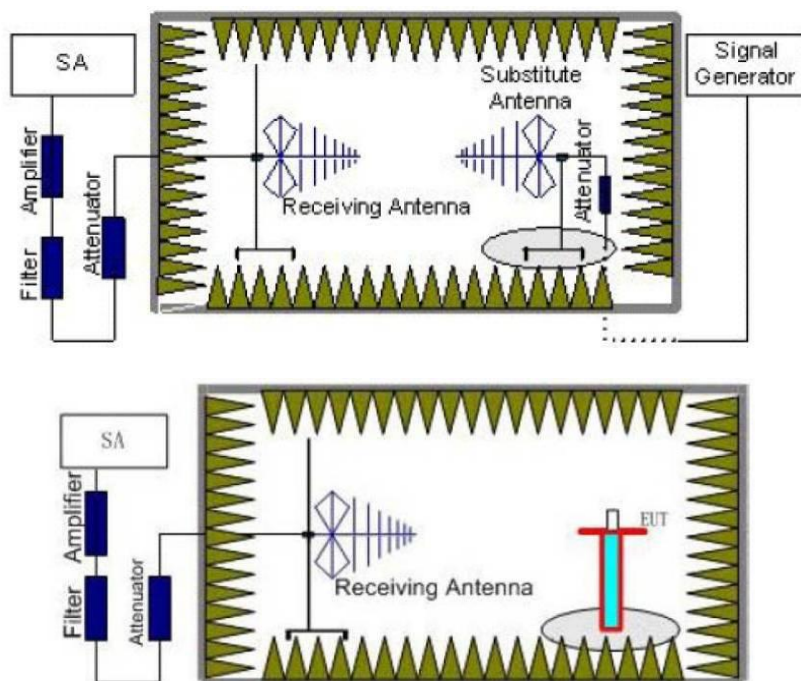 SA
Signal
Generator
Substitute
Antenna
Amplifier
Attenuator
Attenuator
Receiving Antenna
Filter
SA
Amplifier
EUT
Filter
Attenuator
Receiving Antenna